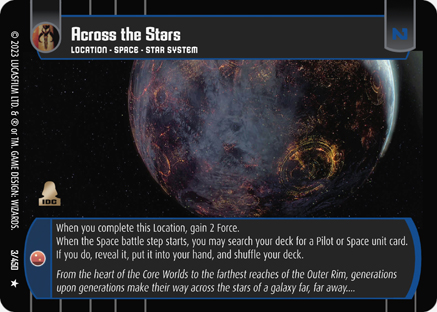 Across the Stars
LOCATION - SPACE - STAR SYSTEM
© 2023 LUCASFILM LTD. & ® or TM. GAME DESIGN: WIZARDS.
3/450
IDC
When you complete this Location, gain 2 Force.
When the Space battle step starts, you may search your deck for a Pilot or Space unit card.
If you do, reveal it, put it into your hand, and shuffle your deck.
From the heart of the Core Worlds to the farthest reaches of the Outer Rim, generations
upon generations make their way across the stars of a galaxy far, far away....